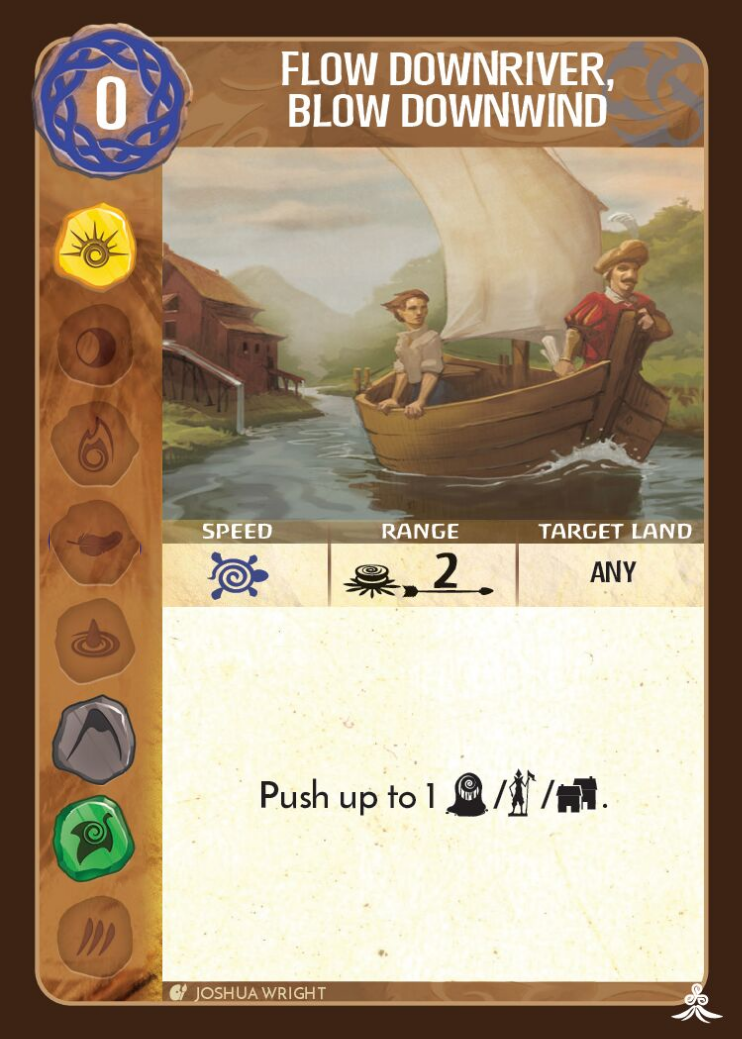 0
FLOW DOWNRIVER,
BLOW DOWNWIND
SPEED RANGE TARGET LAND
2 ANY
Push up to 1 / / .
JOSHUA WRIGHT